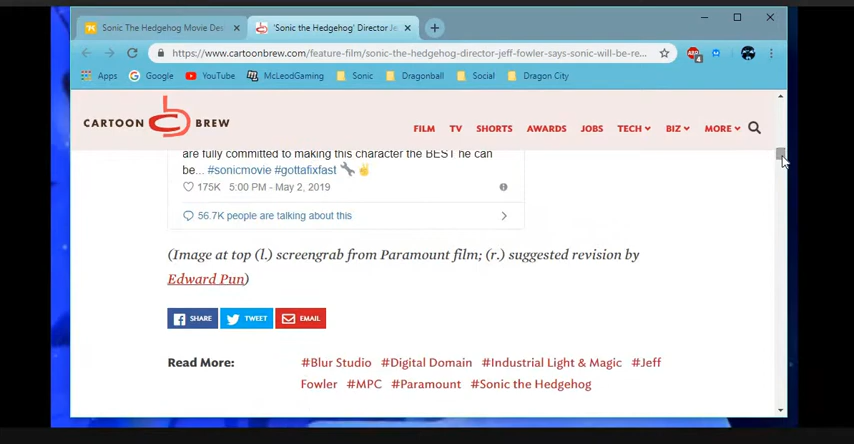 Sonic The Hedgehog Movie Des
'Sonic the Hedgehog' Director Je
https://www.cartoonbrew.com/feature-film/sonic-the-hedgehog-director-jeff-fowler-says-sonic-will-be-re...
Apps Google YouTube McLeodGaming Sonic Dragonball Social Dragon City
CARTOON BREW
FILM TV SHORTS AWARDS JOBS TECH BIZ MORE
are fully committed to making this character the BEST he can
be... #sonicmovie #gottafixfast 🔧✌
175K 5:00 PM - May 2, 2019
56.7K people are talking about this
(Image at top (l.) screengrab from Paramount film; (r.) suggested revision by
Edward Pun)
SHARE TWEET EMAIL
Read More: #Blur Studio #Digital Domain #Industrial Light & Magic #Jeff
Fowler #MPC #Paramount #Sonic the Hedgehog